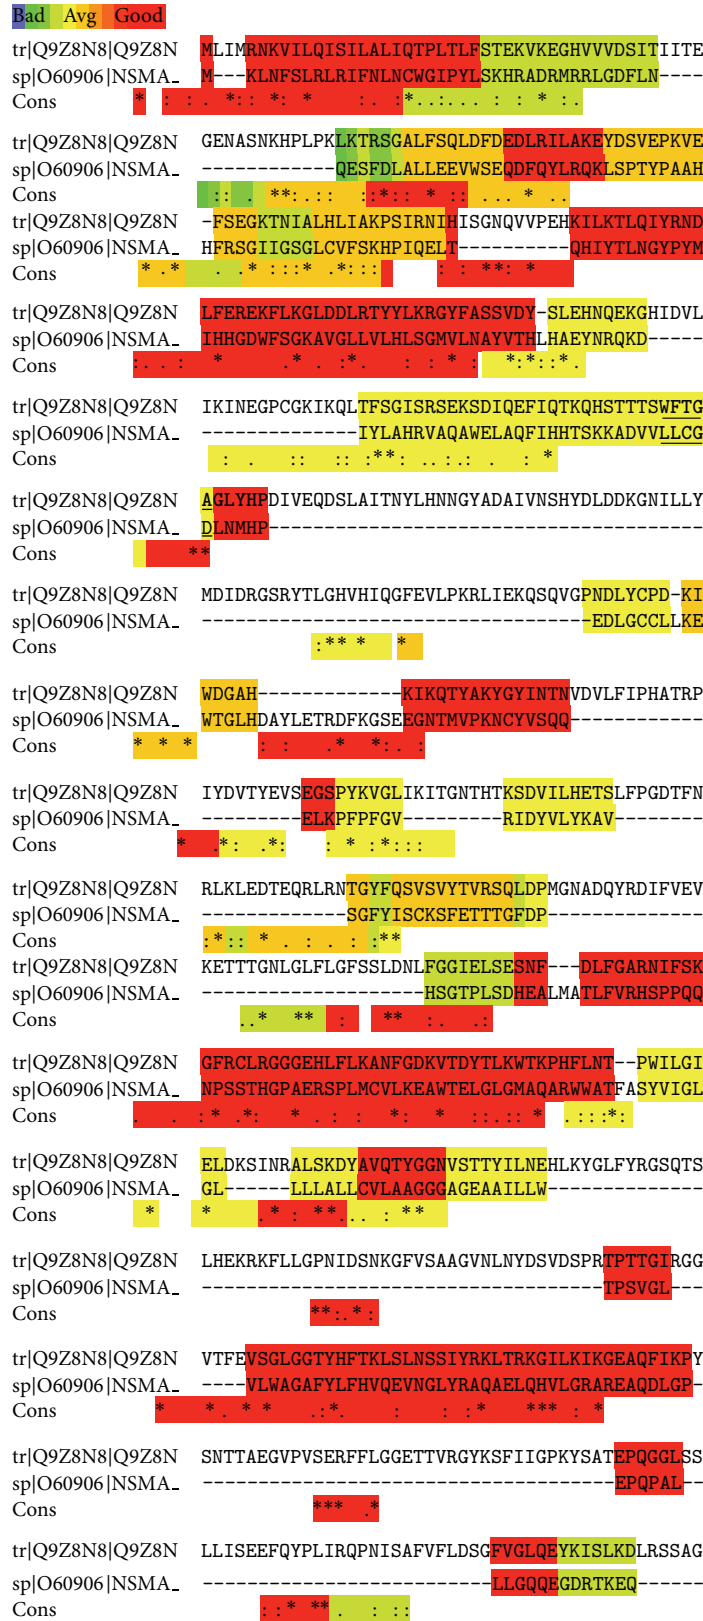 Bad Avg Good
tr|Q9Z8N8|Q9Z8N MLIMRNKVILQISILALIQTPLTLFSTEKVKEGHVVVDSITIITE
sp|O60906|NSMA_ M---KLNFSLRLRIFNLNCWGIPYLSKHRADRMRRLGDFLN----
Cons * : : . *:: *: * : . : *..:... : * : .
tr|Q9Z8N8|Q9Z8N GENASNKHPLPKLKTRSGALFSQLDFDEDLRILAKEYDSVEPKVE
sp|O60906|NSMA_ ------------QESFDLALLEEVWSEQDFQYLRQKLSPTYPAAH
Cons :: . **:.:: ::*:: * :: ... * ..
tr|Q9Z8N8|Q9Z8N -FSEGKTNIALHLIAKPSIRNIHISGNQVVPEHKILKTLQIYRND
sp|O60906|NSMA_ HFRSGIIGSGLCVFSKHPIQELT----------QHIYTLNGYPYM
Cons * .* . .* :::* .*::: : : **: *
tr|Q9Z8N8|Q9Z8N LFEREKFLKGLDDLRTYYLKRGYFASSVDY-SLEHNQEKGHIDVL
sp|O60906|NSMA_ IHHGDWFSGKAVGLLVLHLSGMVLNAYVTHLHAEYNRQKD-----
Cons :. . : * .* . :*. : : * : *:*::*.
tr|Q9Z8N8|Q9Z8N IKINEGPCGKIKQLTFSGISRSEKSDIQEFIQTKQHSTTTSWFTG
sp|O60906|NSMA_ --------------IYLAHRVAQAWELAQFIHHTSKKADVVLLCG
Cons : . :: :: :**: ..:.: . : *
tr|Q9Z8N8|Q9Z8N AGLYHPDIVEQDSLAITNYLHNNGYADAIVNSHYDLDDKGNILLY
sp|O60906|NSMA_ DLNMHP---------------------------------------
Cons **
tr|Q9Z8N8|Q9Z8N MDIDRGSRYTLGHVHIQGFEVLPKRLIEKQSQVGPNDLYCPD-KI
sp|O60906|NSMA_ ----------------------------------EDLGCCLLKE
Cons :** * *
tr|Q9Z8N8|Q9Z8N WDGAH-------------KIKQTYAKYGYINTNVDVLFIPHATRP
sp|O60906|NSMA_ WTGLHDAYLETRDFKGSEEGNTMVPKNCYVSQQ------------
Cons * * * : : .* *:. :
tr|Q9Z8N8|Q9Z8N IYDVTYEVSEGSPYKVGLIKITGNTHTKSDVILHETSLFPGDTFN
sp|O60906|NSMA_ ---------ELKPFPFGV---------RIDYVLYKAV--------
Cons * .*: .*: : * :*:::
tr|Q9Z8N8|Q9Z8N RLKLEDTEQRLRNTGYFQSVSVYTVRSQLDPMGNADQYRDIFVEV
sp|O60906|NSMA_ -------------SGFYISCKSFETTTGFDP--------------
Cons :*:: * . : . : :**
tr|Q9Z8N8|Q9Z8N KETTTGNLGLFLGFSSLDNLFGGIELSESNF---DLFGARNIFSK
sp|O60906|NSMA_ --------------------HSGTPLSDHEALMATLFVRHSPPQQ
Cons ..* ** : ** :. .:
tr|Q9Z8N8|Q9Z8N GFRCLRGGGEHLFLKANFGDKVTDYTLKWTKPHFLNT--PWILGI
sp|O60906|NSMA_ NPSSTHGPAERSPLMCVLKEAWTELGLGMAQARWWATFASYVIGL
Cons . . :* .*: * . : : *: * ::.:: * .:::*:
tr|Q9Z8N8|Q9Z8N ELDKSINRALSKDYAVQTYGGNVSTTYILNEHLKYGLFYRGSQTS
sp|O60906|NSMA_ GL------LLLALLCVLAAGGGAGEAAILLW--------------
Cons * * .* : **... : **
tr|Q9Z8N8|Q9Z8N LHEKRKFLLGPNIDSNKGFVSAAGVNLNYDSVDSPRTPTTGIRGG
sp|O60906|NSMA_ ------------------------------------TPSVGL---
Cons **:.*:
tr|Q9Z8N8|Q9Z8N VTFEVSGLGGTYHFTKLSLNSSIYRKLTRKGILKIKGEAQFIKPY
sp|O60906|NSMA_ ----VLWAGAFYLFHVQEVNGLYRAQAELQHVLGRAREAQDLGP-
Cons * * . * * .:*. : : :* *** : *
tr|Q9Z8N8|Q9Z8N SNTTAEGVPVSERFFLGGETTVRGYKSFIIGPKYSATEPQGGLSS
sp|O60906|NSMA_ -------------------------------------EPQPAL--
Cons *** .*
tr|Q9Z8N8|Q9Z8N LLISEEFQYPLIRQPNISAFVFLDSGFVGLQEYKISLKDLRSSAG
sp|O60906|NSMA_ --------------------------LLGQQEGDRTKEQ------
Cons ::* **. : ::